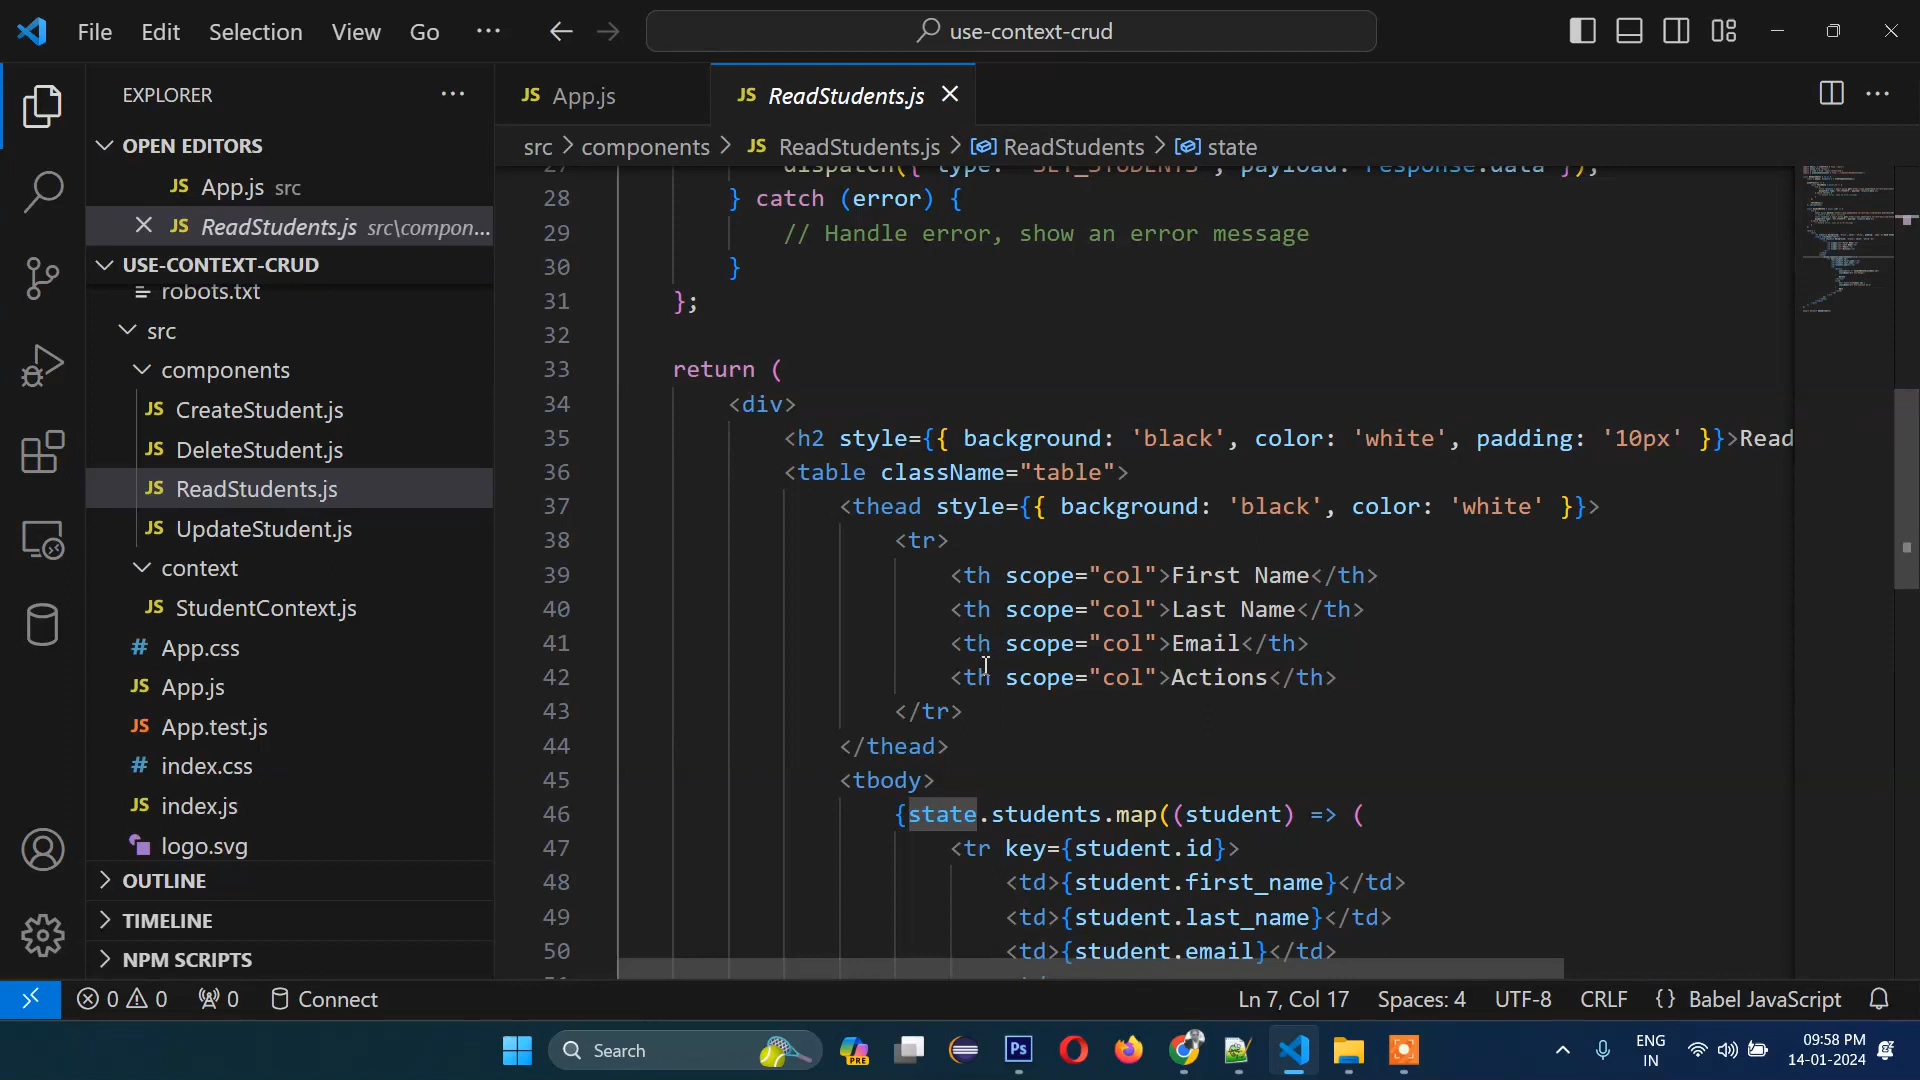 File Edit Selection View Go ··· use-context-crud
EXPLORER ···
OPEN EDITORS
JS App.js src
JS ReadStudents.js src\compon...
USE-CONTEXT-CRUD
robots.txt
src
components
JS CreateStudent.js
JS DeleteStudent.js
JS ReadStudents.js
JS UpdateStudent.js
context
JS StudentContext.js
# App.css
JS App.js
JS App.test.js
# index.css
JS index.js
logo.svg
OUTLINE
TIMELINE
NPM SCRIPTS
JS App.js JS ReadStudents.js
src > components > JS ReadStudents.js > ReadStudents > state
27 dispatch({ type: "SET_STUDENTS", payload: response.data });
28 } catch (error) {
29 // Handle error, show an error message
30 }
31 };
32
33 return (
34 <div>
35 <h2 style={{ background: 'black', color: 'white', padding: '10px' }}>Read
36 <table className="table">
37 <thead style={{ background: 'black', color: 'white' }}>
38 <tr>
39 <th scope="col">First Name</th>
40 <th scope="col">Last Name</th>
41 <th scope="col">Email</th>
42 <th scope="col">Actions</th>
43 </tr>
44 </thead>
45 <tbody>
46 {state.students.map((student) => (
47 <tr key={student.id}>
48 <td>{student.first_name}</td>
49 <td>{student.last_name}</td>
50 <td>{student.email}</td>
0 0 0 Connect Ln 7, Col 17 Spaces: 4 UTF-8 CRLF {} Babel JavaScript
Search PRE Ps ENG 09:58 PM
IN 14-01-2024